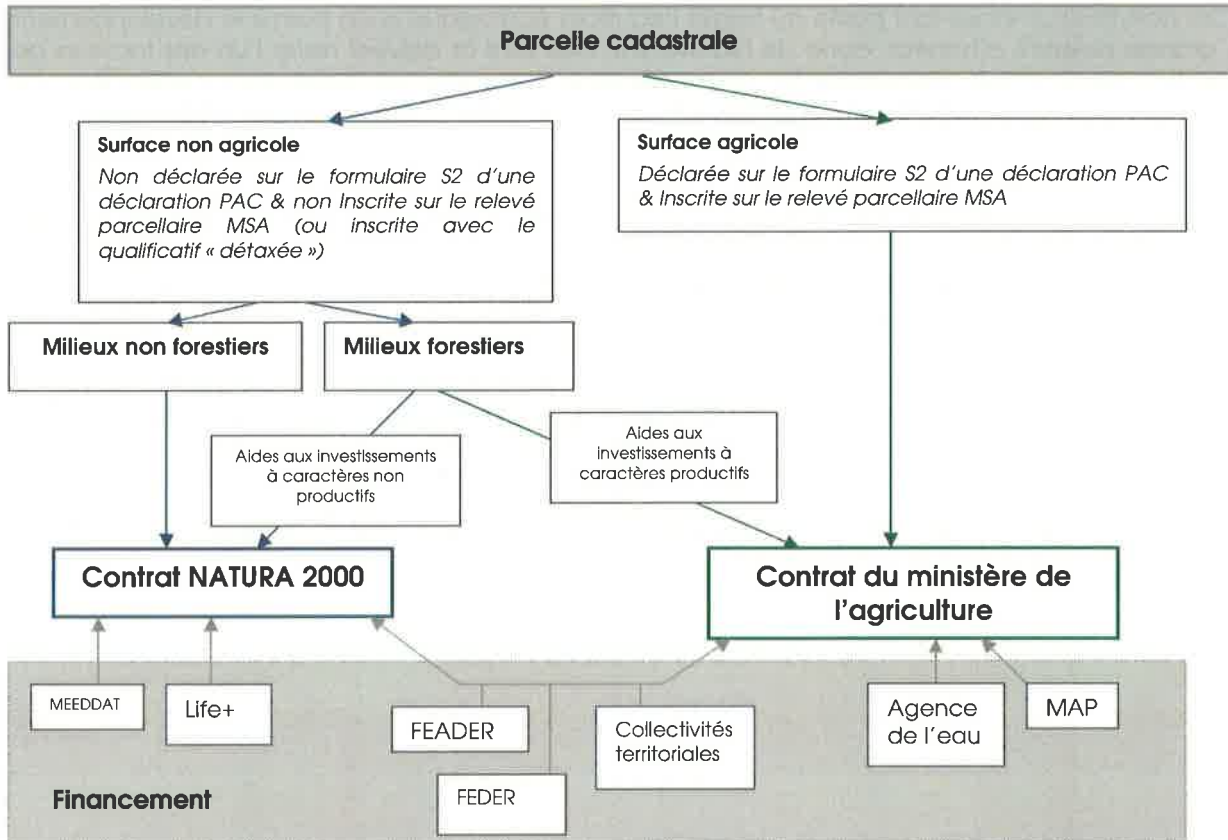 Parcelle cadastrale
Surface non agricole
Non déclarée sur le formulaire S2 d'une
déclaration PAC & non Inscrite sur le relevé
parcellaire MSA (ou inscrite avec le
qualificatif « détaxée »)
Surface agricole
Déclarée sur le formulaire S2 d'une déclaration PAC
& Inscrite sur le relevé parcellaire MSA
Milieux non forestiers
Milieux forestiers
Aides aux investissements
à caractères non
productifs
Aides aux
investissements à
caractères productifs
Contrat NATURA 2000
Contrat du ministère de
l'agriculture
MEEDDAT
Life+
FEADER
FEDER
Collectivités
territoriales
Agence
de l'eau
MAP
Financement